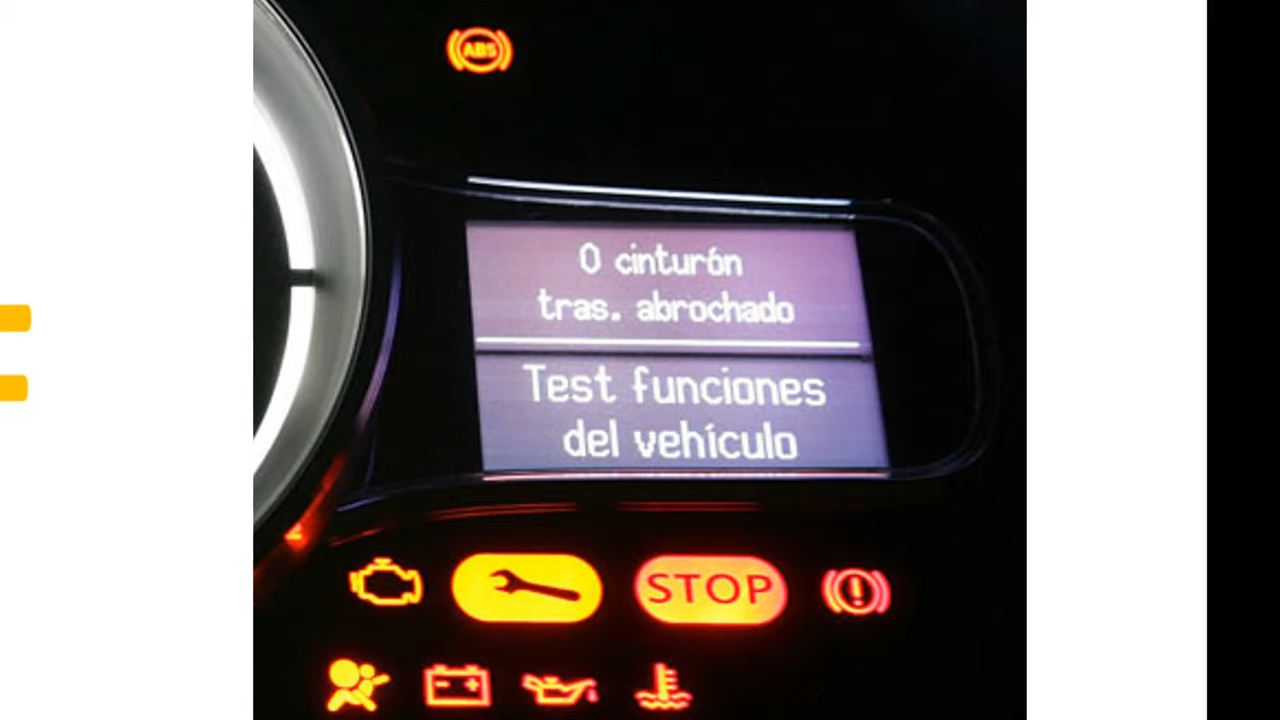 ABS
0 cinturón
tras. abrochado
Test funciones
del vehículo
STOP